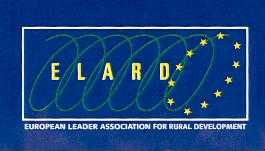 ELARD
EUROPEAN LEADER ASSOCIATION FOR RURAL DEVELOPMENT